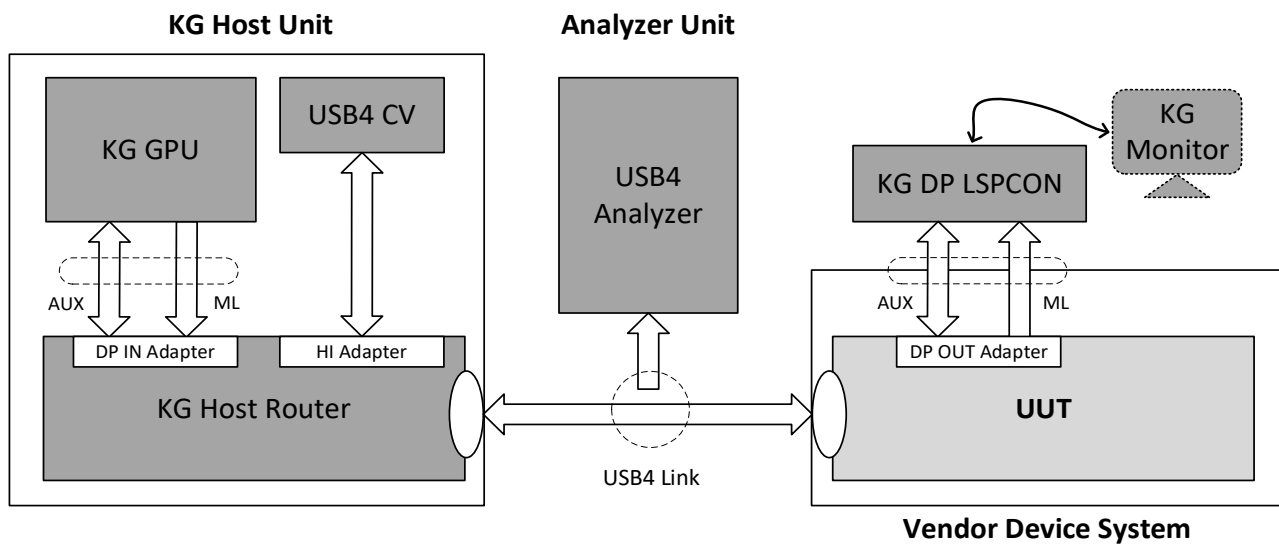 KG Host Unit
Analyzer Unit
KG GPU
USB4 CV
USB4
Analyzer
KG DP LSPCON
KG
Monitor
AUX
ML
AUX
ML
DP IN Adapter
HI Adapter
DP OUT Adapter
KG Host Router
UUT
USB4 Link
Vendor Device System